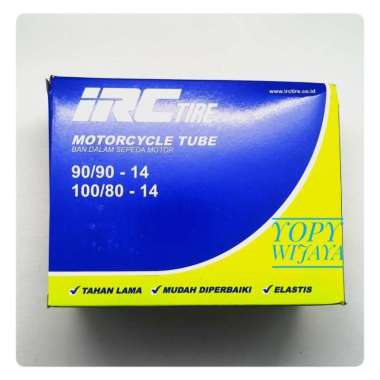 IRC TIRE
www.irctire.co.id
MOTORCYCLE TUBE
BAN DALAM SEPEDA MOTOR
90/90 - 14
100/80 - 14
YOPY
WIJAYA
✓ TAHAN LAMA ✓ MUDAH DIPERBAIKI ✓ ELASTIS